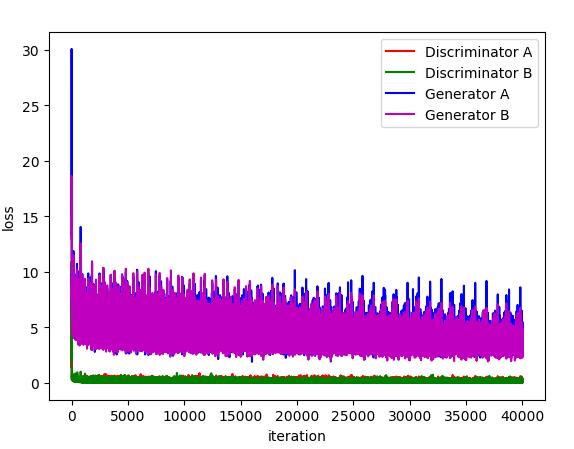 Discriminator A
Discriminator B
Generator A
Generator B
30
25
20
15
10
5
0
loss
0 5000 10000 15000 20000 25000 30000 35000 40000
iteration